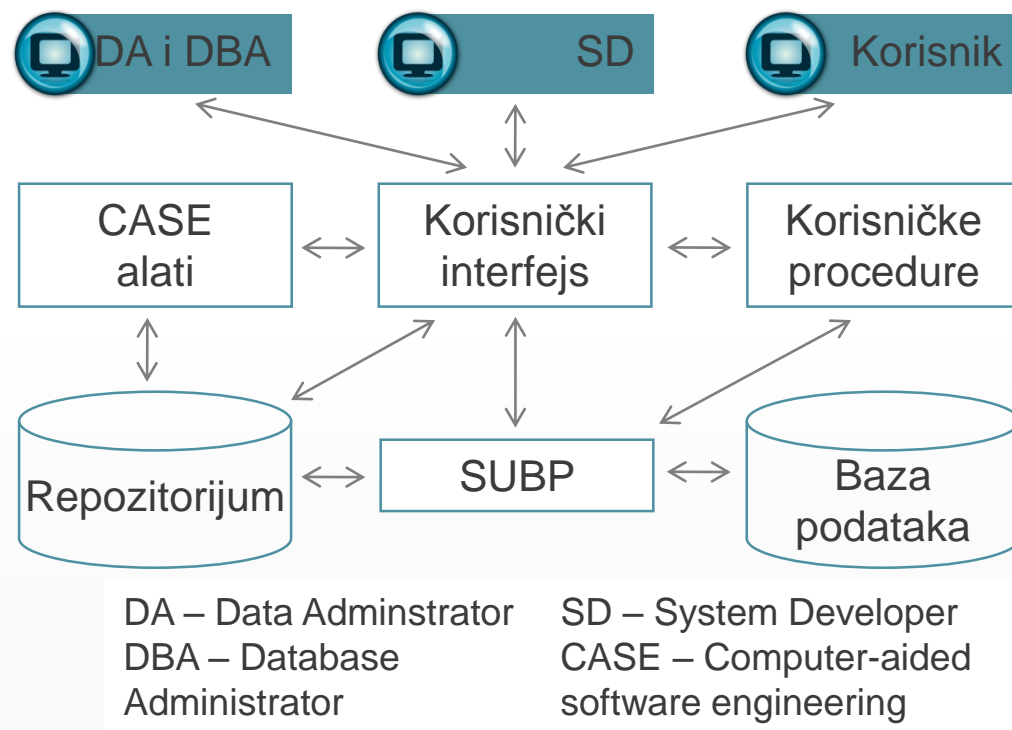 DA i DBA
SD
Korisnik
CASE
alati
Korisnički
interfejs
Korisničke
procedure
Repozitorijum
SUBP
Baza
podataka
DA – Data Adminstrator
DBA – Database
Administrator
SD – System Developer
CASE – Computer-aided
software engineering